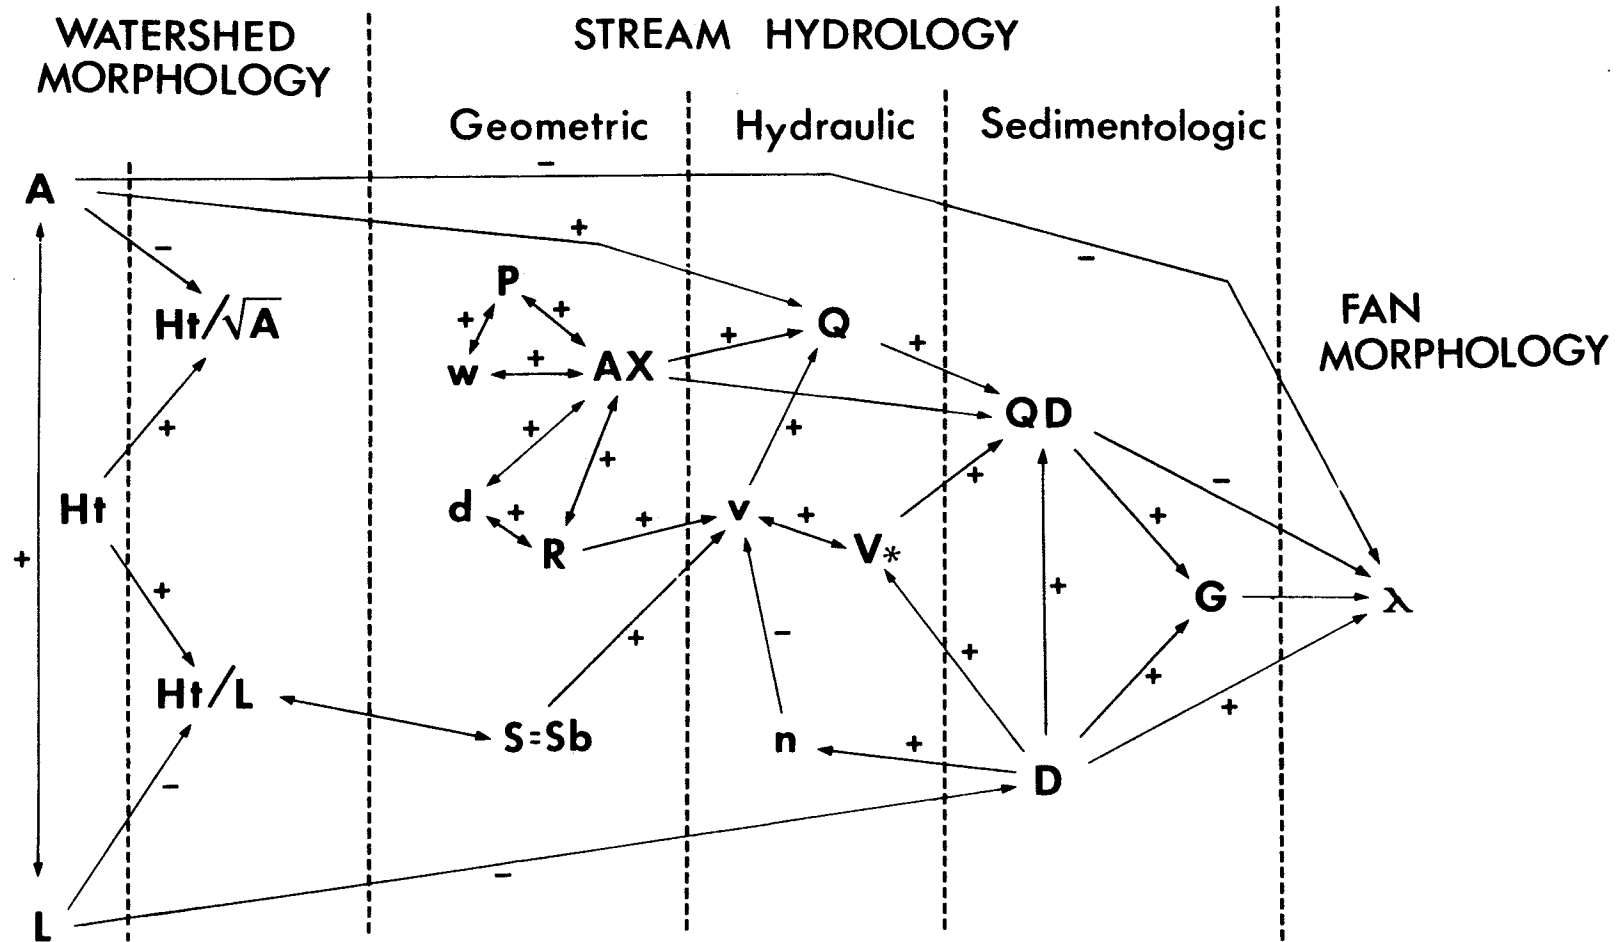 WATERSHED
MORPHOLOGY
STREAM HYDROLOGY
Geometric
Hydraulic
Sedimentologic
FAN
MORPHOLOGY
A
−
+
−
−
Ht/√A
P
+
+
w
+
AX
+
Q
+
QD
+
Ht
+
+
d
+
R
+
+
v
+
+
V*
+
−
+
G
λ
+
+
Ht/L
S=Sb
+
−
n
+
+
+
+
D
−
L
−